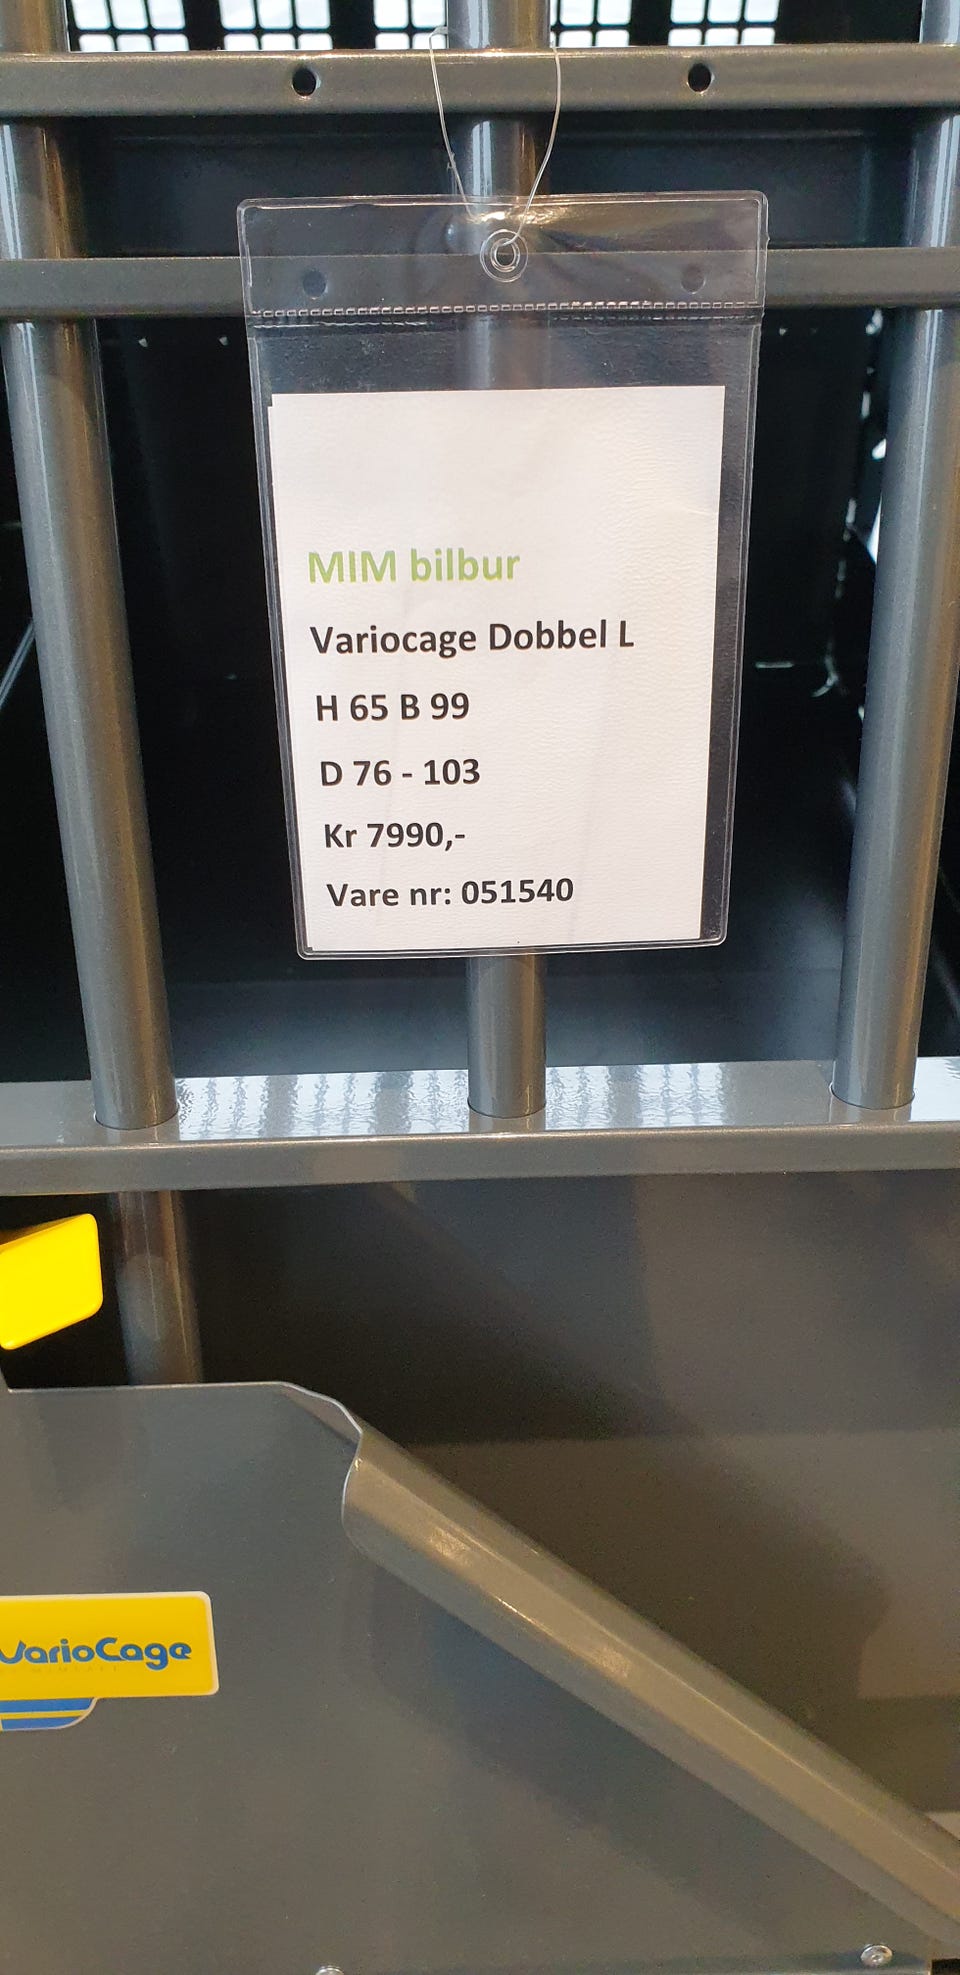 MIM bilbur
Variocage Dobbel L
H 65 B 99
D 76 - 103
Kr 7990,-
Vare nr: 051540
VarioCage